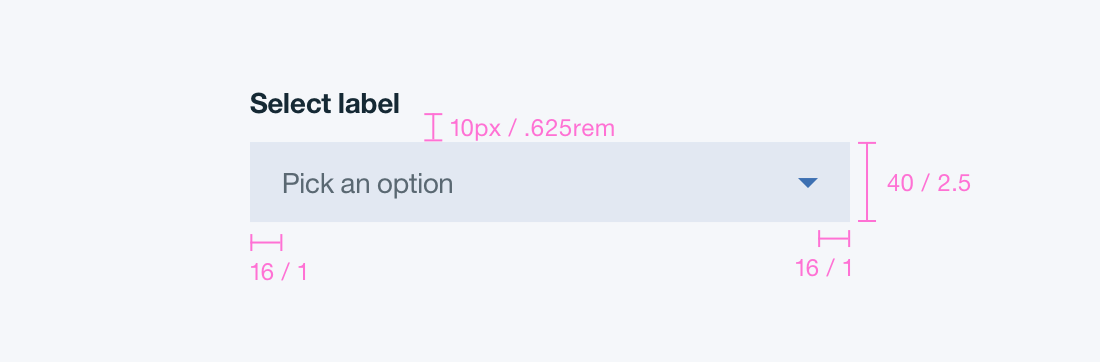 Select label
10px / .625rem
Pick an option
40 / 2.5
16 / 1
16 / 1